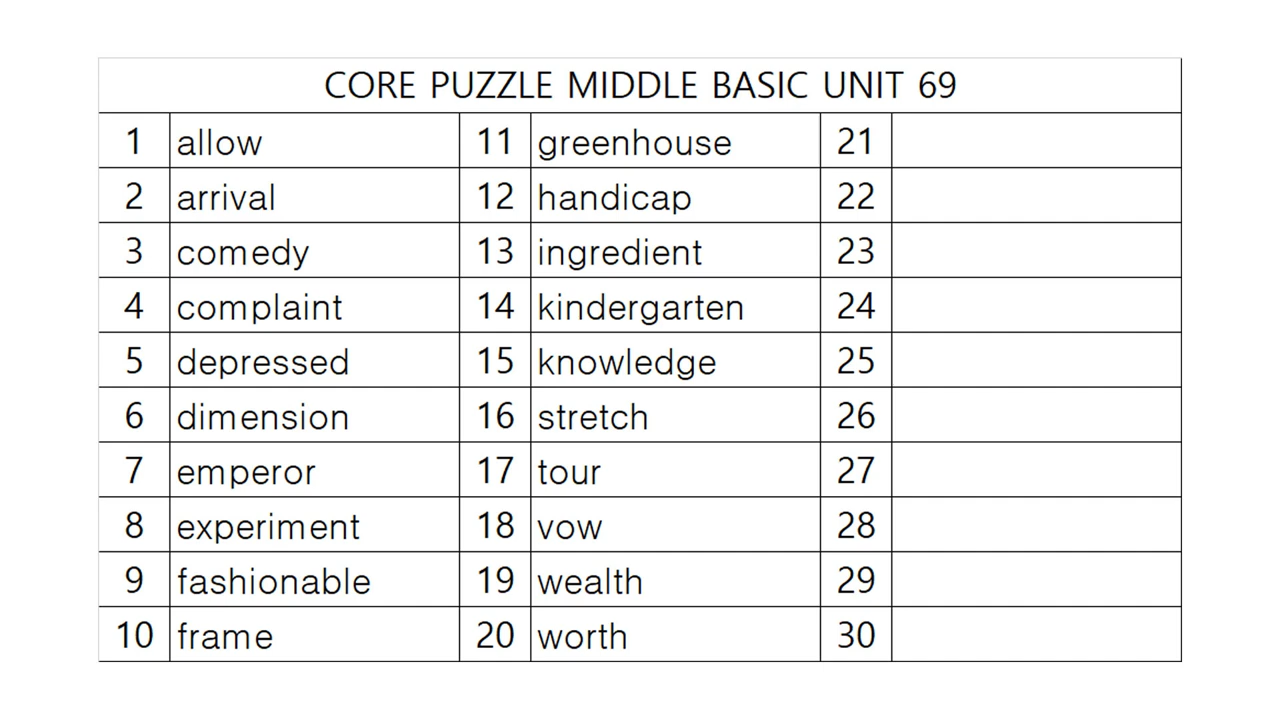 CORE PUZZLE MIDDLE BASIC UNIT 69
1 allow 11 greenhouse 21
2 arrival 12 handicap 22
3 comedy 13 ingredient 23
4 complaint 14 kindergarten 24
5 depressed 15 knowledge 25
6 dimension 16 stretch 26
7 emperor 17 tour 27
8 experiment 18 vow 28
9 fashionable 19 wealth 29
10 frame 20 worth 30